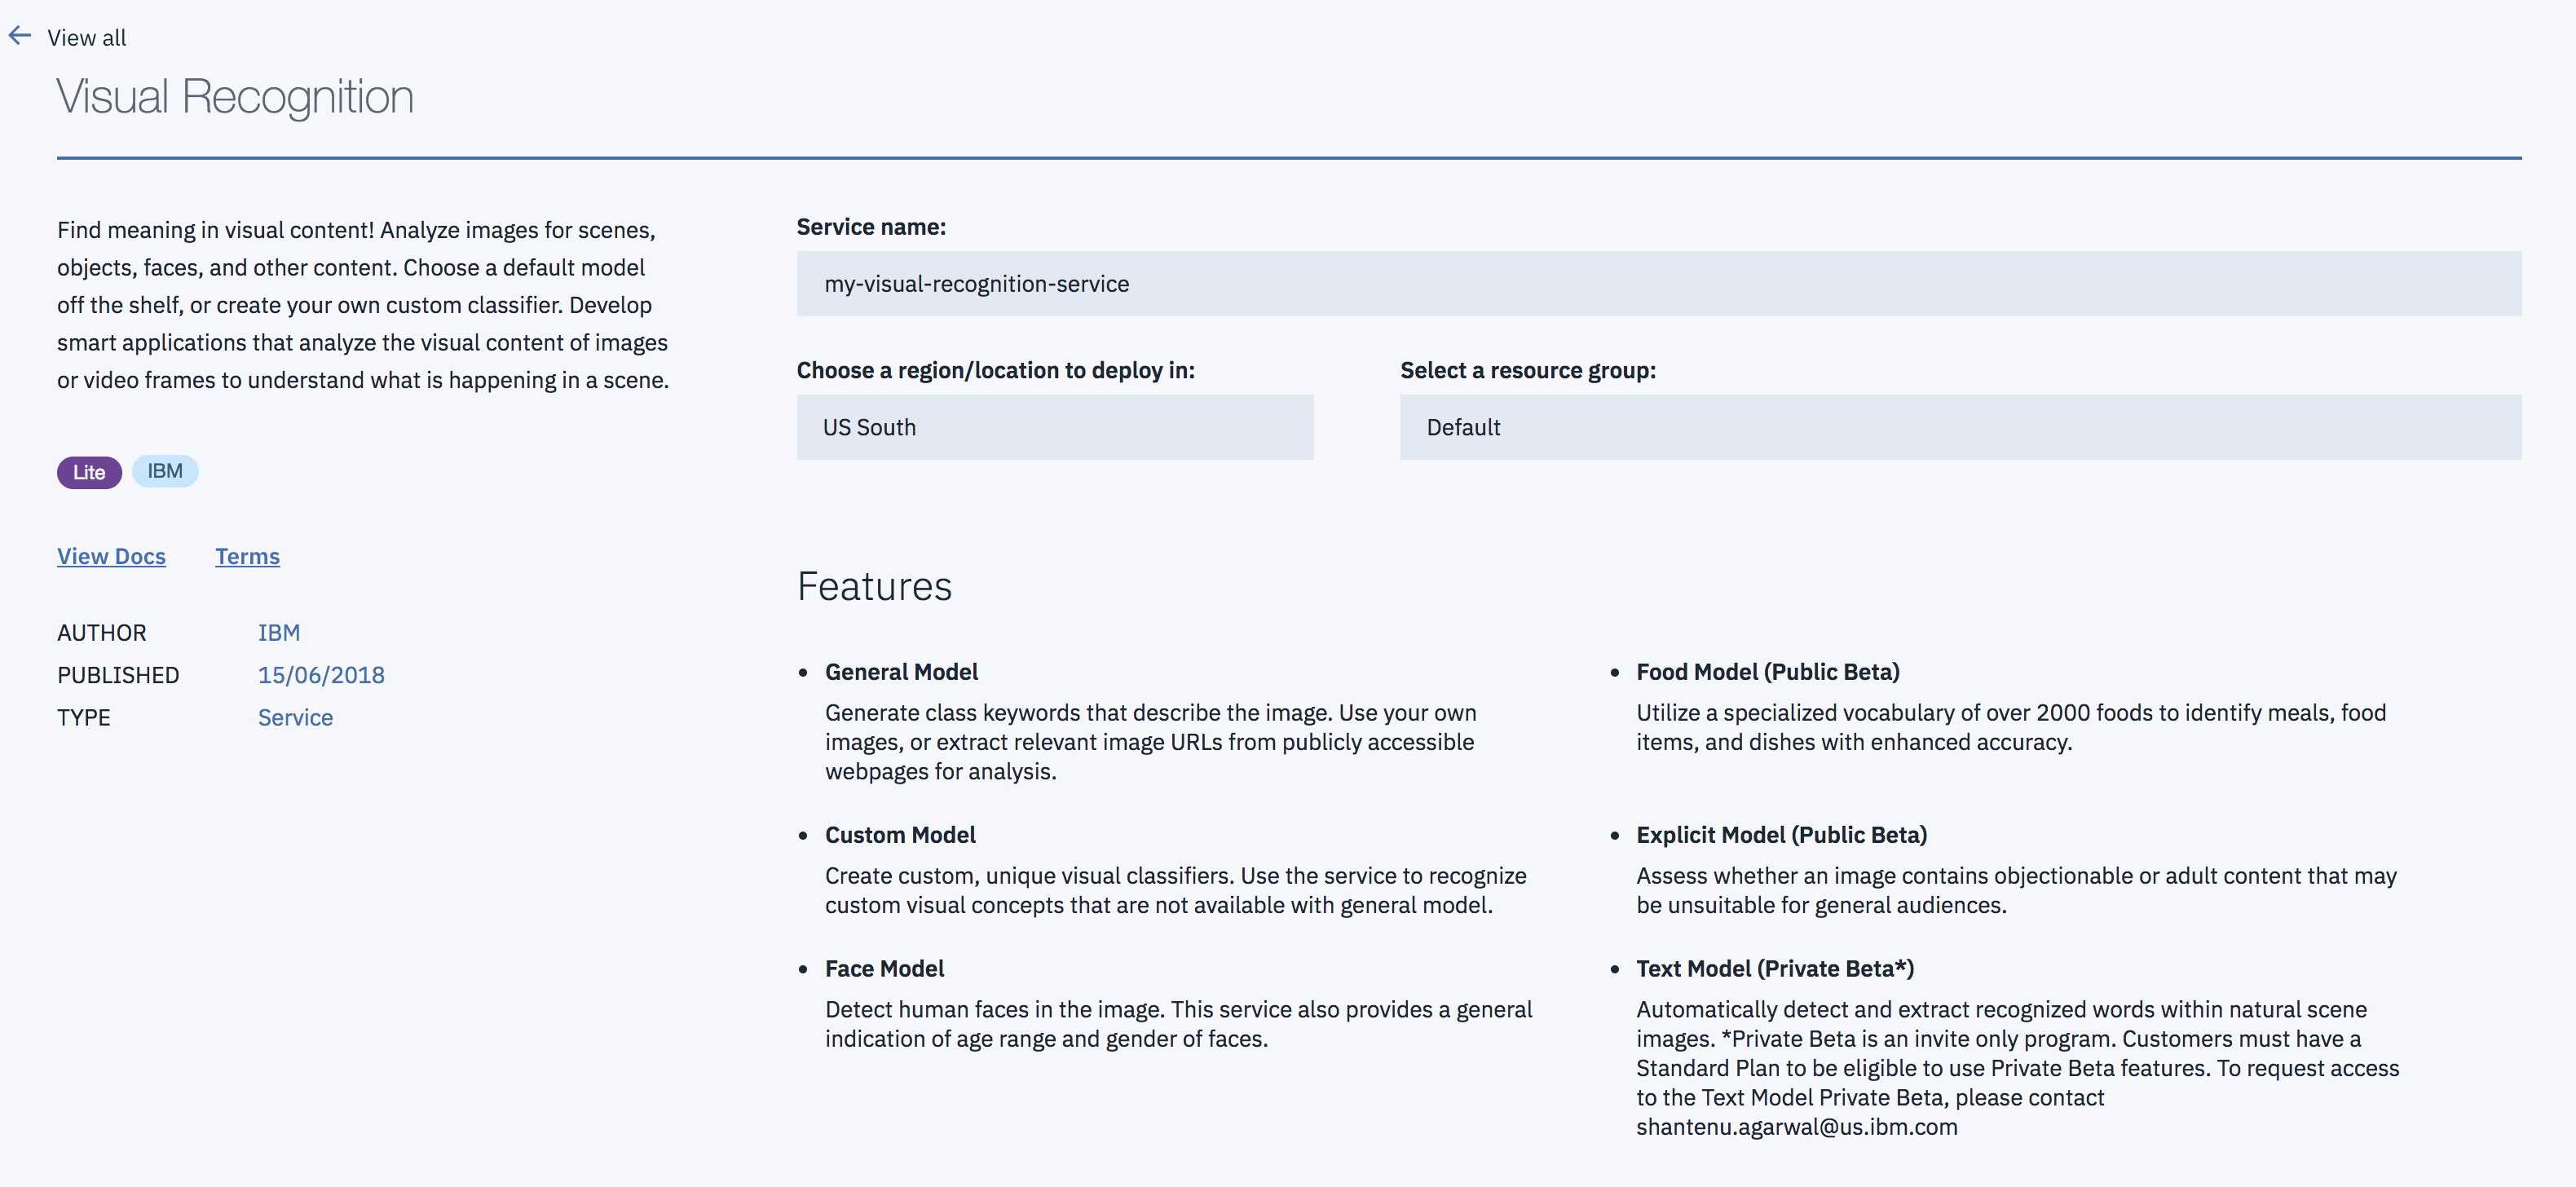 View all
Visual Recognition
Find meaning in visual content! Analyze images for scenes,
objects, faces, and other content. Choose a default model
off the shelf, or create your own custom classifier. Develop
smart applications that analyze the visual content of images
or video frames to understand what is happening in a scene.
Lite IBM
View Docs Terms
AUTHOR IBM
PUBLISHED 15/06/2018
TYPE Service
Service name:
my-visual-recognition-service
Choose a region/location to deploy in:
US South
Select a resource group:
Default
Features
General Model
Generate class keywords that describe the image. Use your own
images, or extract relevant image URLs from publicly accessible
webpages for analysis.
Food Model (Public Beta)
Utilize a specialized vocabulary of over 2000 foods to identify meals, food
items, and dishes with enhanced accuracy.
Custom Model
Create custom, unique visual classifiers. Use the service to recognize
custom visual concepts that are not available with general model.
Explicit Model (Public Beta)
Assess whether an image contains objectionable or adult content that may
be unsuitable for general audiences.
Face Model
Detect human faces in the image. This service also provides a general
indication of age range and gender of faces.
Text Model (Private Beta*)
Automatically detect and extract recognized words within natural scene
images. *Private Beta is an invite only program. Customers must have a
Standard Plan to be eligible to use Private Beta features. To request access
to the Text Model Private Beta, please contact
shantenu.agarwal@us.ibm.com